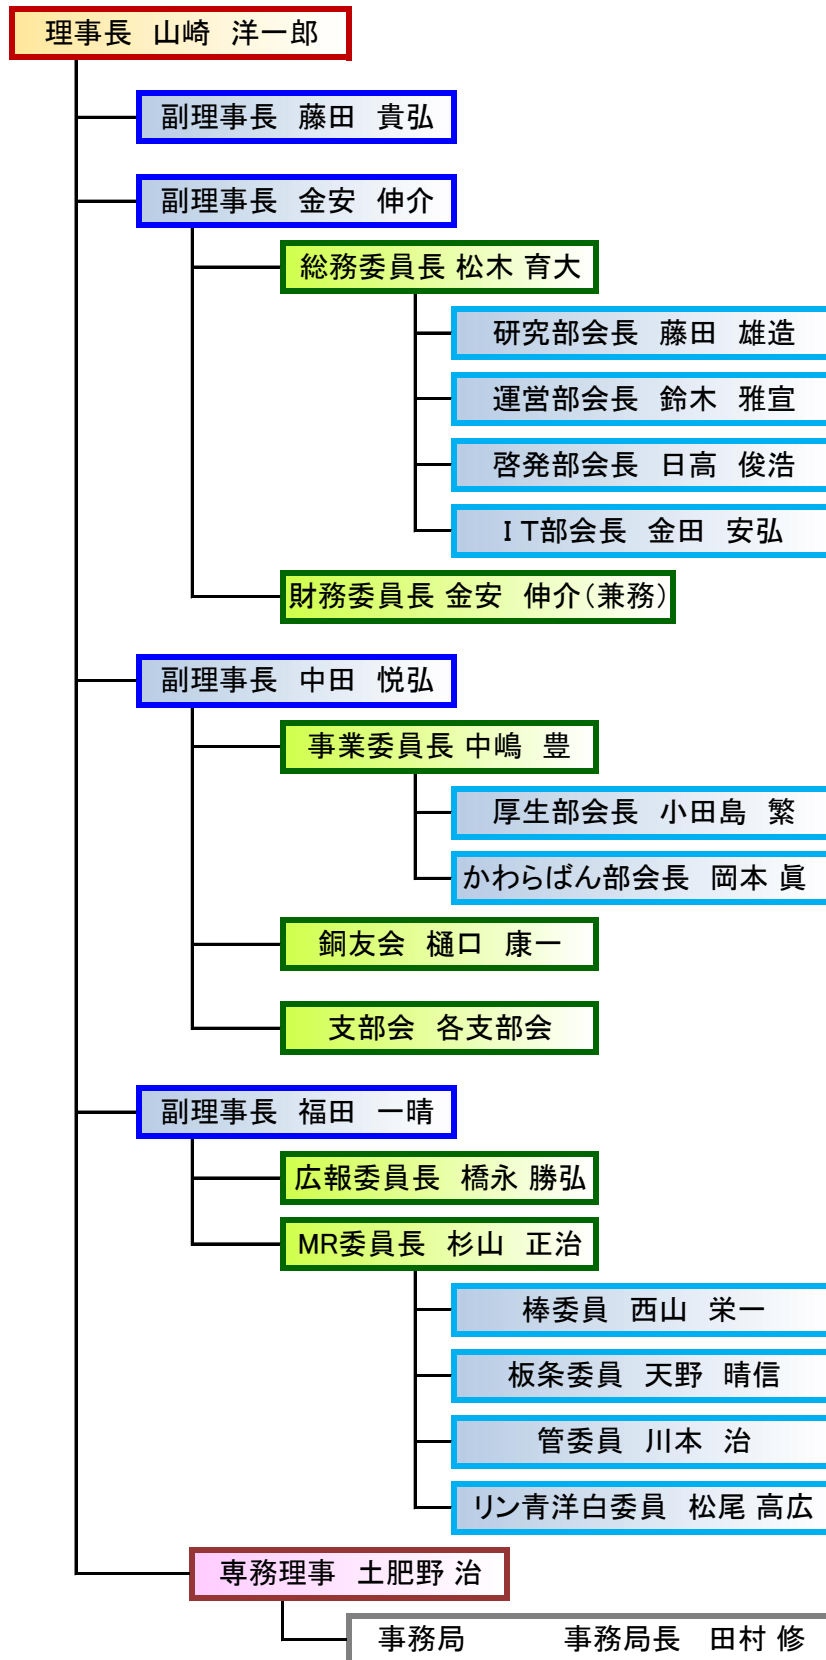 理事長　山崎　洋一郎
副理事長　藤田　貴弘
副理事長　金安　伸介
総務委員長 松木 育大
研究部会長　藤田　雄造
運営部会長　鈴木　雅宣
啓発部会長　日高　俊浩
IT部会長　金田　安弘
財務委員長 金安　伸介（兼務）
副理事長　中田　悦弘
事業委員長 中嶋　豊
厚生部会長　小田島　繁
かわらばん部会長　岡本 眞
銅友会　樋口　康一
支部会　各支部会
副理事長　福田　一晴
広報委員長　橋永 勝弘
MR委員長　杉山　正治
棒委員　西山　栄一
板条委員　天野　晴信
管委員　川本　治
リン青洋白委員　松尾 高広
専務理事　土肥野 治
事務局　　　事務局長　田村 修